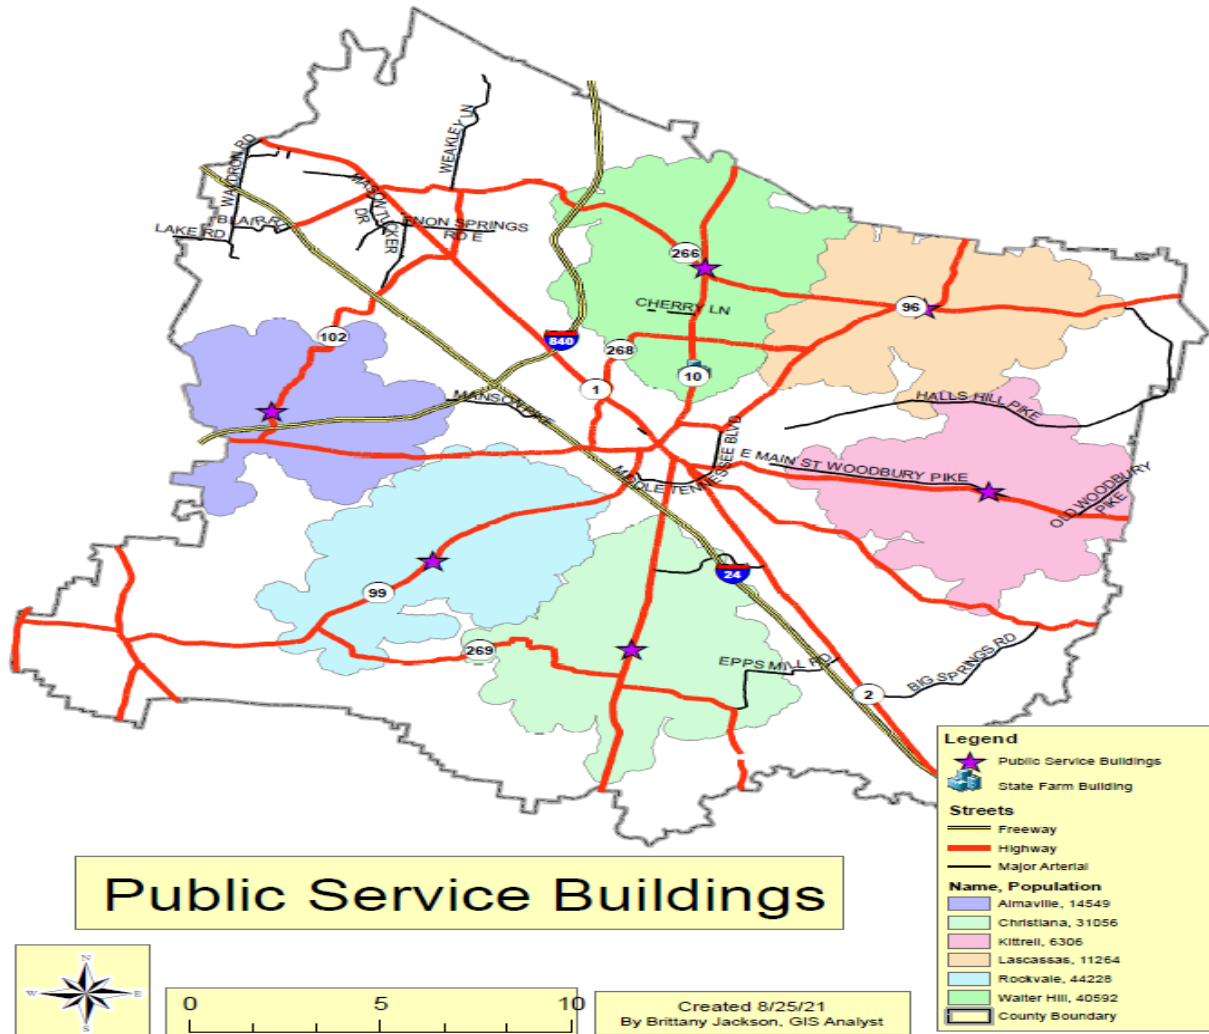 WEAKLEY LN
WALDRON RD
MASON TUCKER
DR
BLAIR R
LAKE RD
ENON SPRINGS
RD E
266
CHERRY LN
96
102
840
268
1
10
MANSON PIKE
HALLS HILL PIKE
MIDDLE TENNESSEE BLVD
E MAIN ST WOODBURY PIKE
OLD WOODBURY
PIKE
24
99
269
EPPS MILL RD
BIG SPRINGS RD
2
Legend
Public Service Buildings
State Farm Building
Streets
Freeway
Highway
Major Arterial
Name, Population
Almaville, 14549
Christiana, 31056
Kittrell, 6306
Lascassas, 11264
Rockvale, 44228
Walter Hill, 40592
County Boundary
Public Service Buildings
N
W
E
S
0 5 10
Created 8/25/21
By Brittany Jackson, GIS Analyst